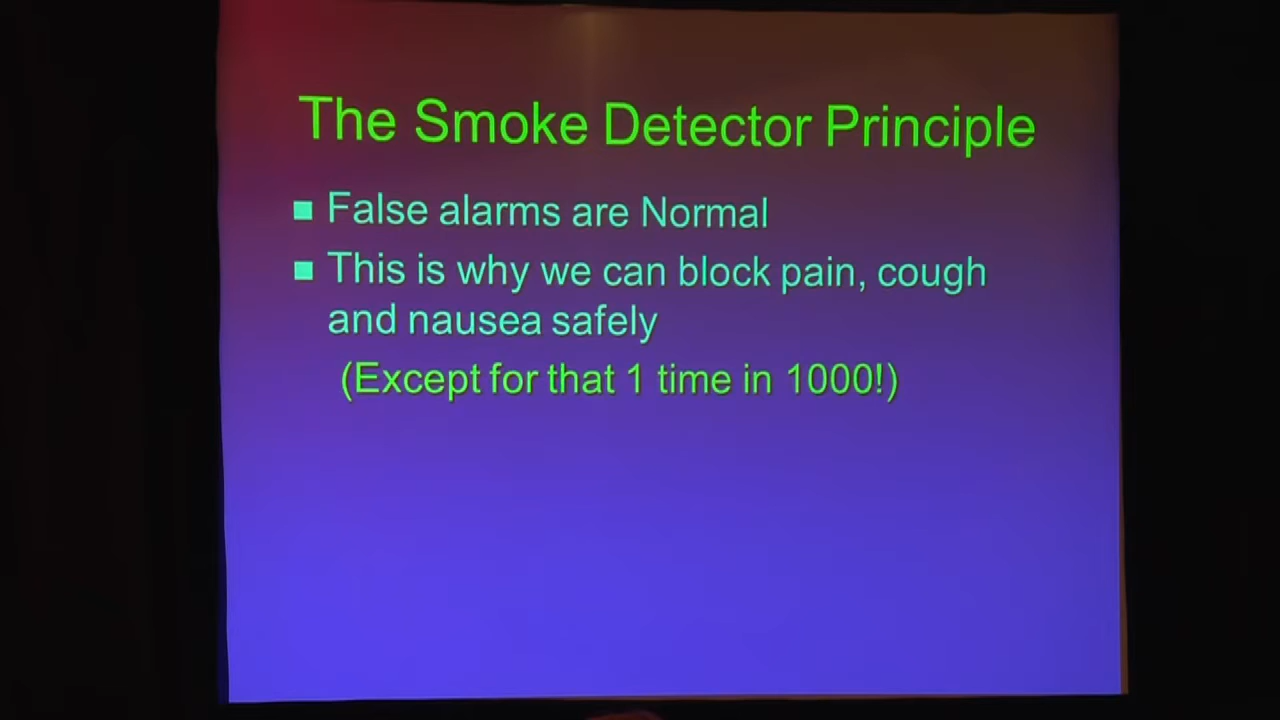 The Smoke Detector Principle
False alarms are Normal
This is why we can block pain, cough
and nausea safely
(Except for that 1 time in 1000!)